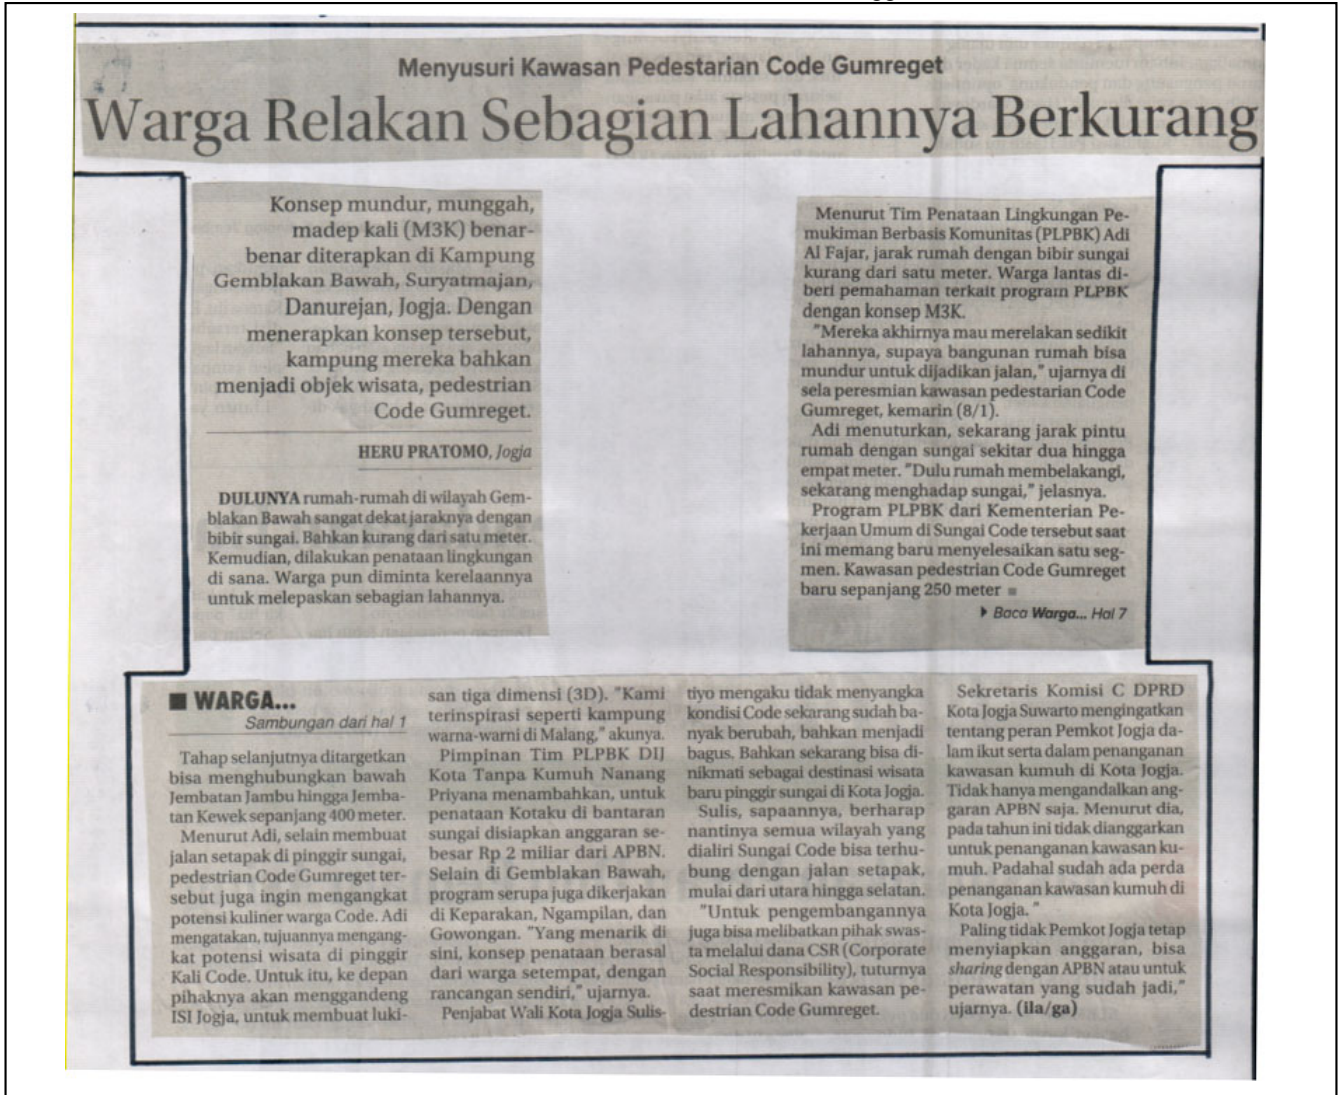 Menyusuri Kawasan Pedestarian Code Gumreget
Warga Relakan Sebagian Lahannya Berkurang
Konsep mundur, munggah,
madep kali (M3K) benar-
benar diterapkan di Kampung
Gemblakan Bawah, Suryatmajan,
Danurejan, Jogja. Dengan
menerapkan konsep tersebut,
kampung mereka bahkan
menjadi objek wisata, pedestrian
Code Gumreget.
HERU PRATOMO, Jogja
DULUNYA rumah-rumah di wilayah Gem-
blakan Bawah sangat dekat jaraknya dengan
bibir sungai. Bahkan kurang dari satu meter.
Kemudian, dilakukan penataan lingkungan
di sana. Warga pun diminta kerelaannya
untuk melepaskan sebagian lahannya.
Menurut Tim Penataan Lingkungan Pe-
mukiman Berbasis Komunitas (PLPBK) Adi
Al Fajar, jarak rumah dengan bibir sungai
kurang dari satu meter. Warga lantas di-
beri pemahaman terkait program PLPBK
dengan konsep M3K.
"Mereka akhirnya mau merelakan sedikit
lahannya, supaya bangunan rumah bisa
mundur untuk dijadikan jalan," ujarnya di
sela peresmian kawasan pedestarian Code
Gumreget, kemarin (8/1).
Adi menuturkan, sekarang jarak pintu
rumah dengan sungai sekitar dua hingga
empat meter. "Dulu rumah membelakangi,
sekarang menghadap sungai," jelasnya.
Program PLPBK dari Kementerian Pe-
kerjaan Umum di Sungai Code tersebut saat
ini memang baru menyelesaikan satu seg-
men. Kawasan pedestrian Code Gumreget
baru sepanjang 250 meter ■
▶ Baca Warga... Hal 7
■ WARGA...
Sambungan dari hal 1
Tahap selanjutnya ditargetkan
bisa menghubungkan bawah
Jembatan Jambu hingga Jemba-
tan Kewek sepanjang 400 meter.
Menurut Adi, selain membuat
jalan setapak di pinggir sungai,
pedestrian Code Gumreget ter-
sebut juga ingin mengangkat
potensi kuliner warga Code. Adi
mengatakan, tujuannya mengang-
kat potensi wisata di pinggir
Kali Code. Untuk itu, ke depan
pihaknya akan menggandeng
ISI Jogja, untuk membuat luki-
san tiga dimensi (3D). "Kami
terinspirasi seperti kampung
warna-warni di Malang," akunya.
Pimpinan Tim PLPBK DIJ
Kota Tanpa Kumuh Nanang
Priyana menambahkan, untuk
penataan Kotaku di bantaran
sungai disiapkan anggaran se-
besar Rp 2 miliar dari APBN.
Selain di Gemblakan Bawah,
program serupa juga dikerjakan
di Keparakan, Ngampilan, dan
Gowongan. "Yang menarik di
sini, konsep penataan berasal
dari warga setempat, dengan
rancangan sendiri," ujarnya.
Penjabat Wali Kota Jogja Sulis-
tiyo mengaku tidak menyangka
kondisi Code sekarang sudah ba-
nyak berubah, bahkan menjadi
bagus. Bahkan sekarang bisa di-
nikmati sebagai destinasi wisata
baru pinggir sungai di Kota Jogja.
Sulis, sapaannya, berharap
nantinya semua wilayah yang
dialiri Sungai Code bisa terhu-
bung dengan jalan setapak,
mulai dari utara hingga selatan.
"Untuk pengembangannya
juga bisa melibatkan pihak swas-
ta melalui dana CSR (Corporate
Social Responsibility), tuturnya
saat meresmikan kawasan pe-
destrian Code Gumreget.
Sekretaris Komisi C DPRD
Kota Jogja Suwarto mengingatkan
tentang peran Pemkot Jogja da-
lam ikut serta dalam penanganan
kawasan kumuh di Kota Jogja.
Tidak hanya mengandalkan ang-
garan APBN saja. Menurut dia,
pada tahun ini tidak dianggarkan
untuk penanganan kawasan ku-
muh. Padahal sudah ada perda
penanganan kawasan kumuh di
Kota Jogja. "
Paling tidak Pemkot Jogja tetap
menyiapkan anggaran, bisa
sharing dengan APBN atau untuk
perawatan yang sudah jadi,"
ujarnya. (ila/ga)